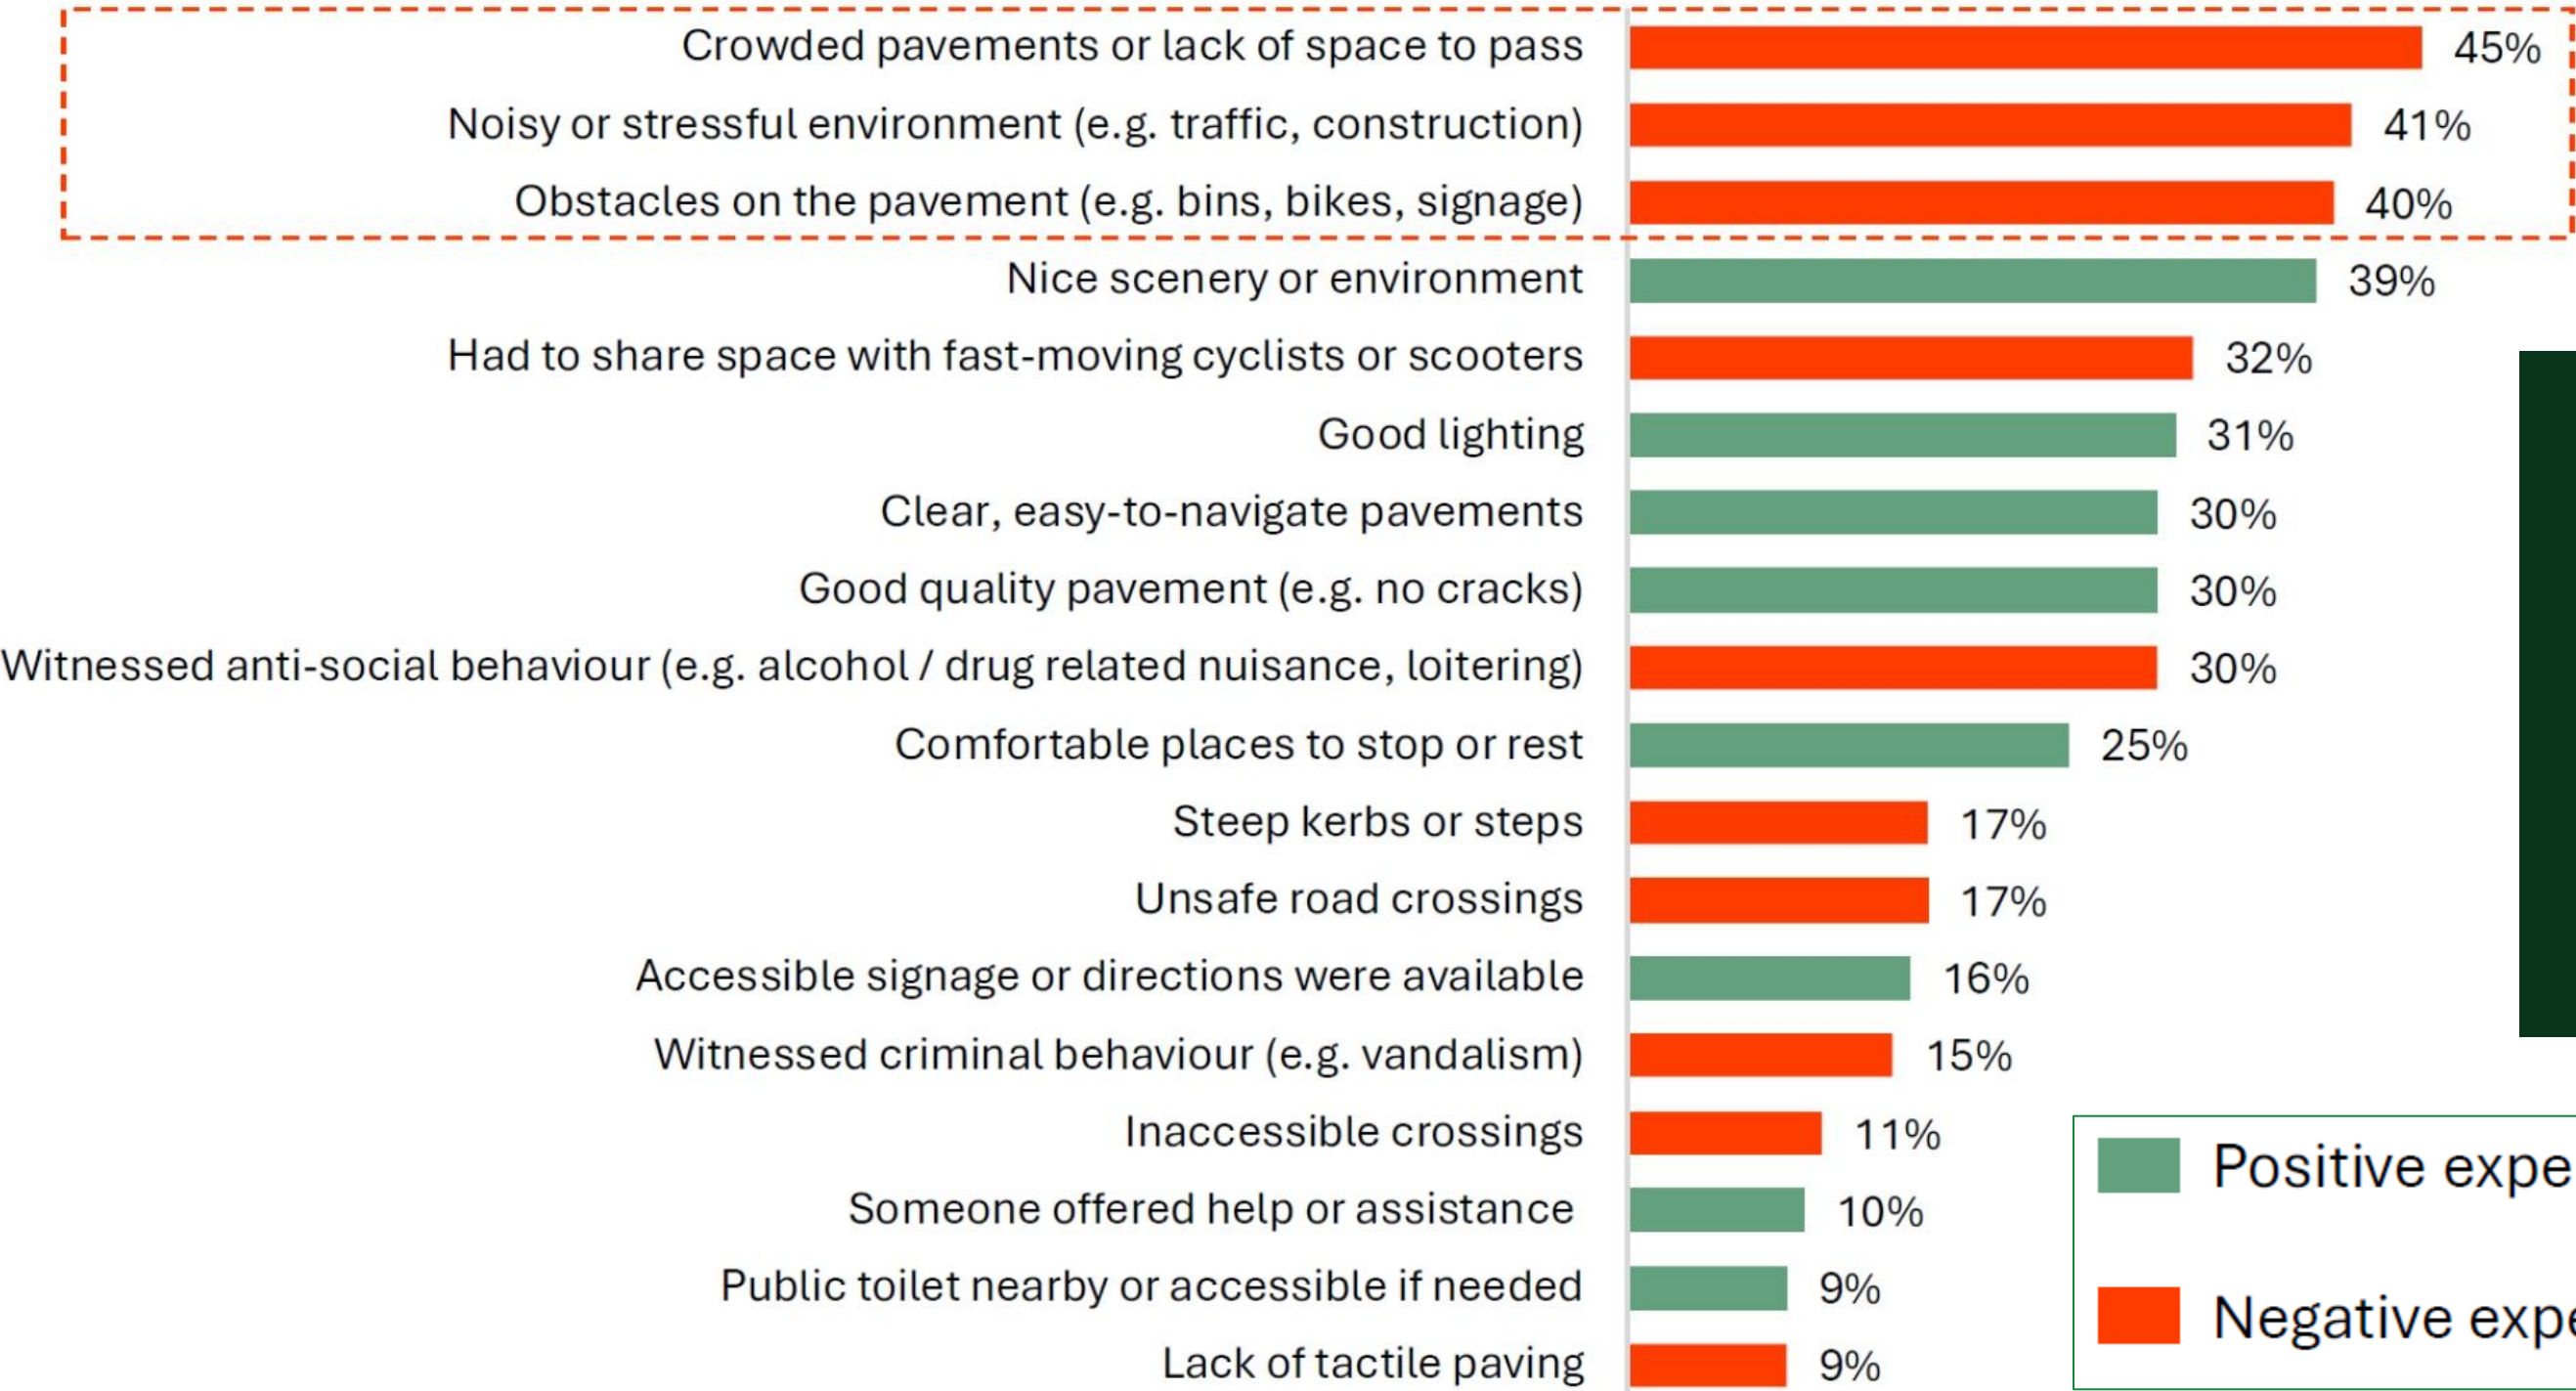 Crowded pavements or lack of space to pass 45%
Noisy or stressful environment (e.g. traffic, construction) 41%
Obstacles on the pavement (e.g. bins, bikes, signage) 40%
Nice scenery or environment 39%
Had to share space with fast-moving cyclists or scooters 32%
Good lighting 31%
Clear, easy-to-navigate pavements 30%
Good quality pavement (e.g. no cracks) 30%
Witnessed anti-social behaviour (e.g. alcohol / drug related nuisance, loitering) 30%
Comfortable places to stop or rest 25%
Steep kerbs or steps 17%
Unsafe road crossings 17%
Accessible signage or directions were available 16%
Witnessed criminal behaviour (e.g. vandalism) 15%
Inaccessible crossings 11%
Someone offered help or assistance 10%
Public toilet nearby or accessible if needed 9%
Lack of tactile paving 9%
Positive expe
Negative expe